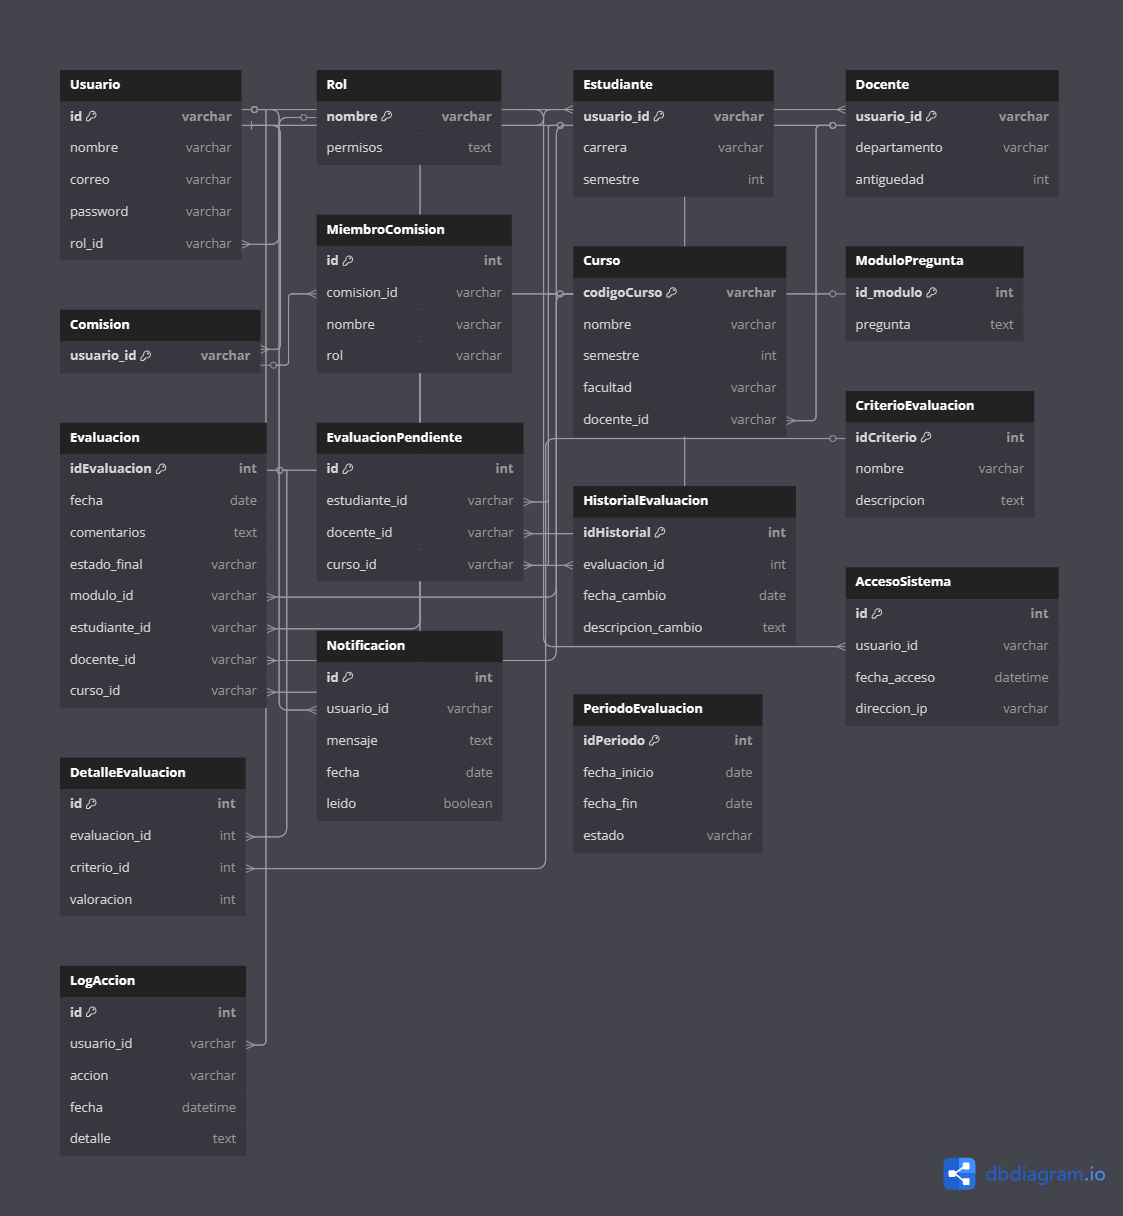 Usuario
id varchar
nombre varchar
correo varchar
password varchar
rol_id varchar
Rol
nombre varchar
permisos text
Estudiante
usuario_id varchar
carrera varchar
semestre int
Docente
usuario_id varchar
departamento varchar
antiguedad int
MiembroComision
id int
comision_id varchar
nombre varchar
rol varchar
Curso
codigoCurso varchar
nombre varchar
semestre int
facultad varchar
docente_id varchar
ModuloPregunta
id_modulo int
pregunta text
Comision
usuario_id varchar
CriterioEvaluacion
idCriterio int
nombre varchar
descripcion text
Evaluacion
idEvaluacion int
fecha date
comentarios text
estado_final varchar
modulo_id varchar
estudiante_id varchar
docente_id varchar
curso_id varchar
EvaluacionPendiente
id int
estudiante_id varchar
docente_id varchar
curso_id varchar
HistorialEvaluacion
idHistorial int
evaluacion_id int
fecha_cambio date
descripcion_cambio text
AccesoSistema
id int
usuario_id varchar
fecha_acceso datetime
direccion_ip varchar
Notificacion
id int
usuario_id varchar
mensaje text
fecha date
leido boolean
PeriodoEvaluacion
idPeriodo int
fecha_inicio date
fecha_fin date
estado varchar
DetalleEvaluacion
id int
evaluacion_id int
criterio_id int
valoracion int
LogAccion
id int
usuario_id varchar
accion varchar
fecha datetime
detalle text
dbdiagram.io